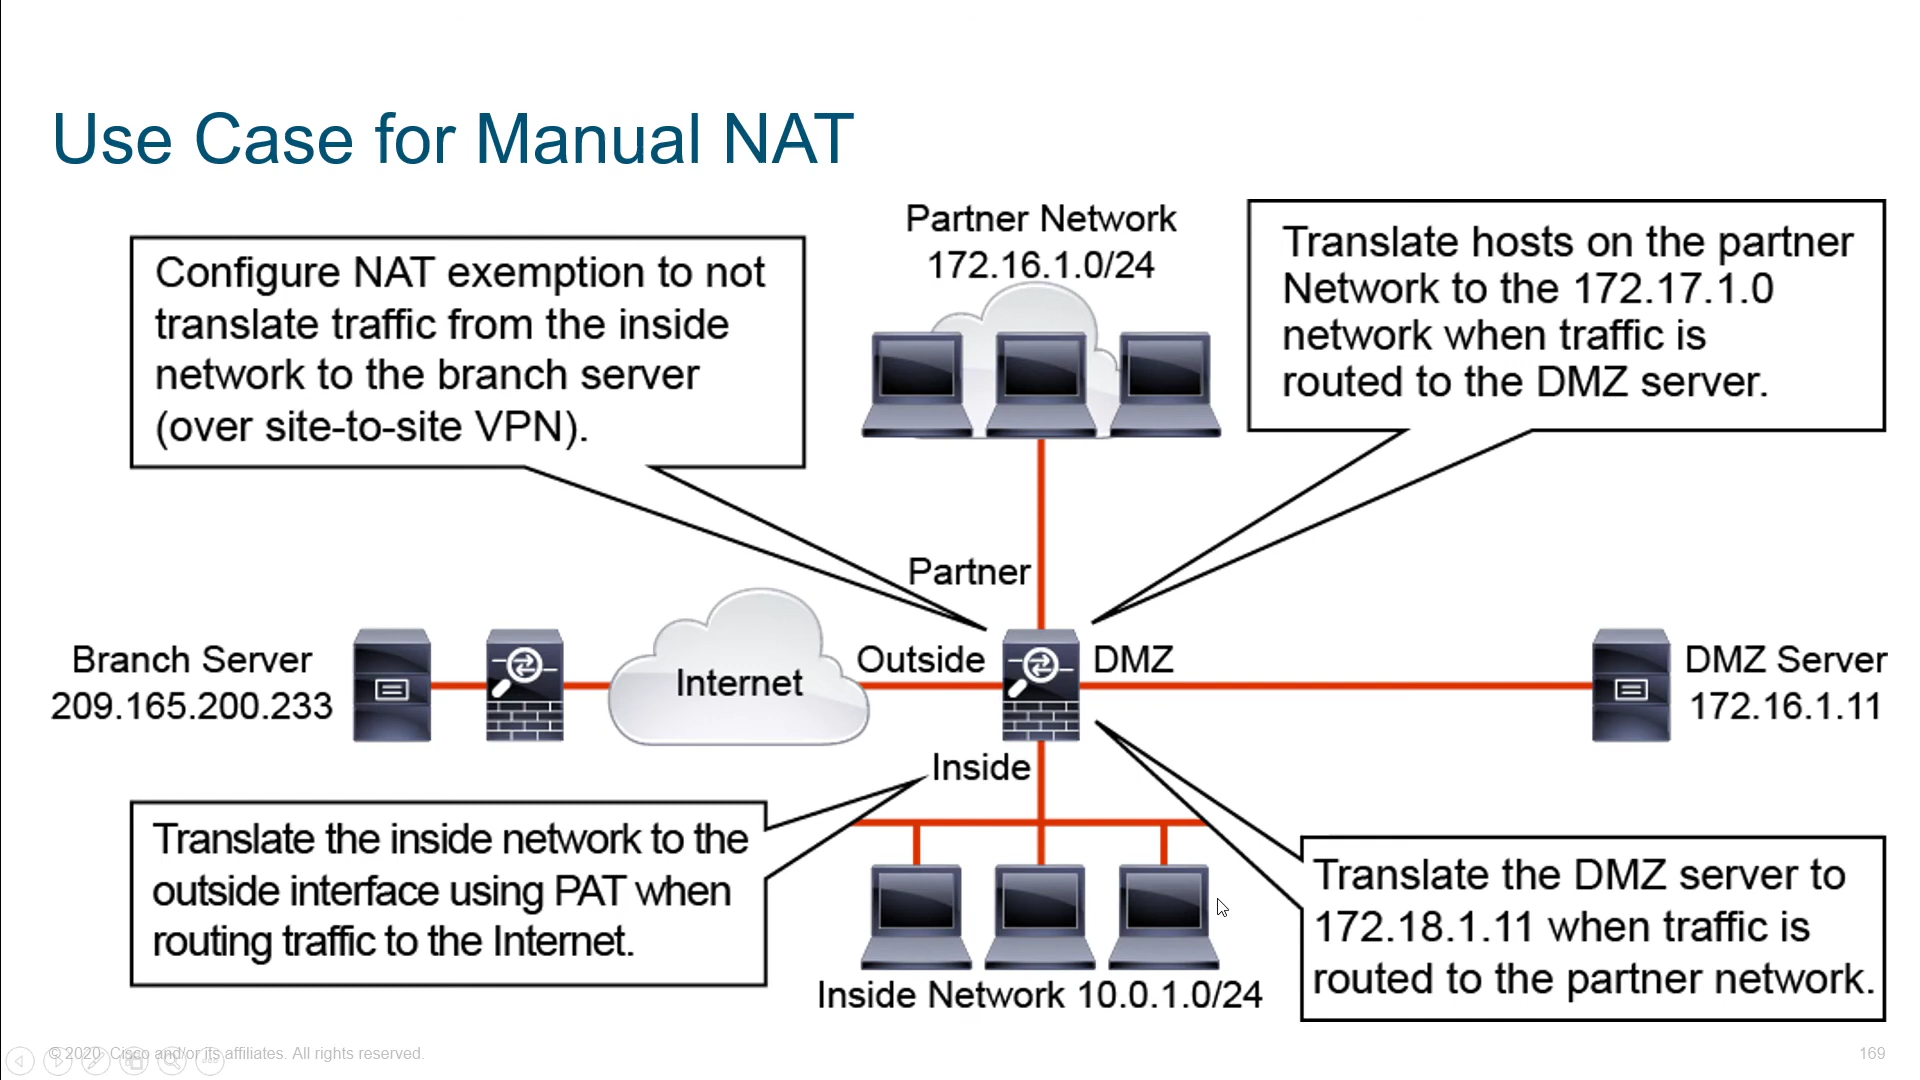 Use Case for Manual NAT
Configure NAT exemption to not
translate traffic from the inside
network to the branch server
(over site-to-site VPN).
Partner Network
172.16.1.0/24
Translate hosts on the partner
Network to the 172.17.1.0
network when traffic is
routed to the DMZ server.
Partner
Branch Server
209.165.200.233
Internet
Outside
DMZ
DMZ Server
172.16.1.11
Inside
Translate the inside network to the
outside interface using PAT when
routing traffic to the Internet.
Translate the DMZ server to
172.18.1.11 when traffic is
routed to the partner network.
Inside Network 10.0.1.0/24
© 2020 Cisco and/or its affiliates. All rights reserved.
169